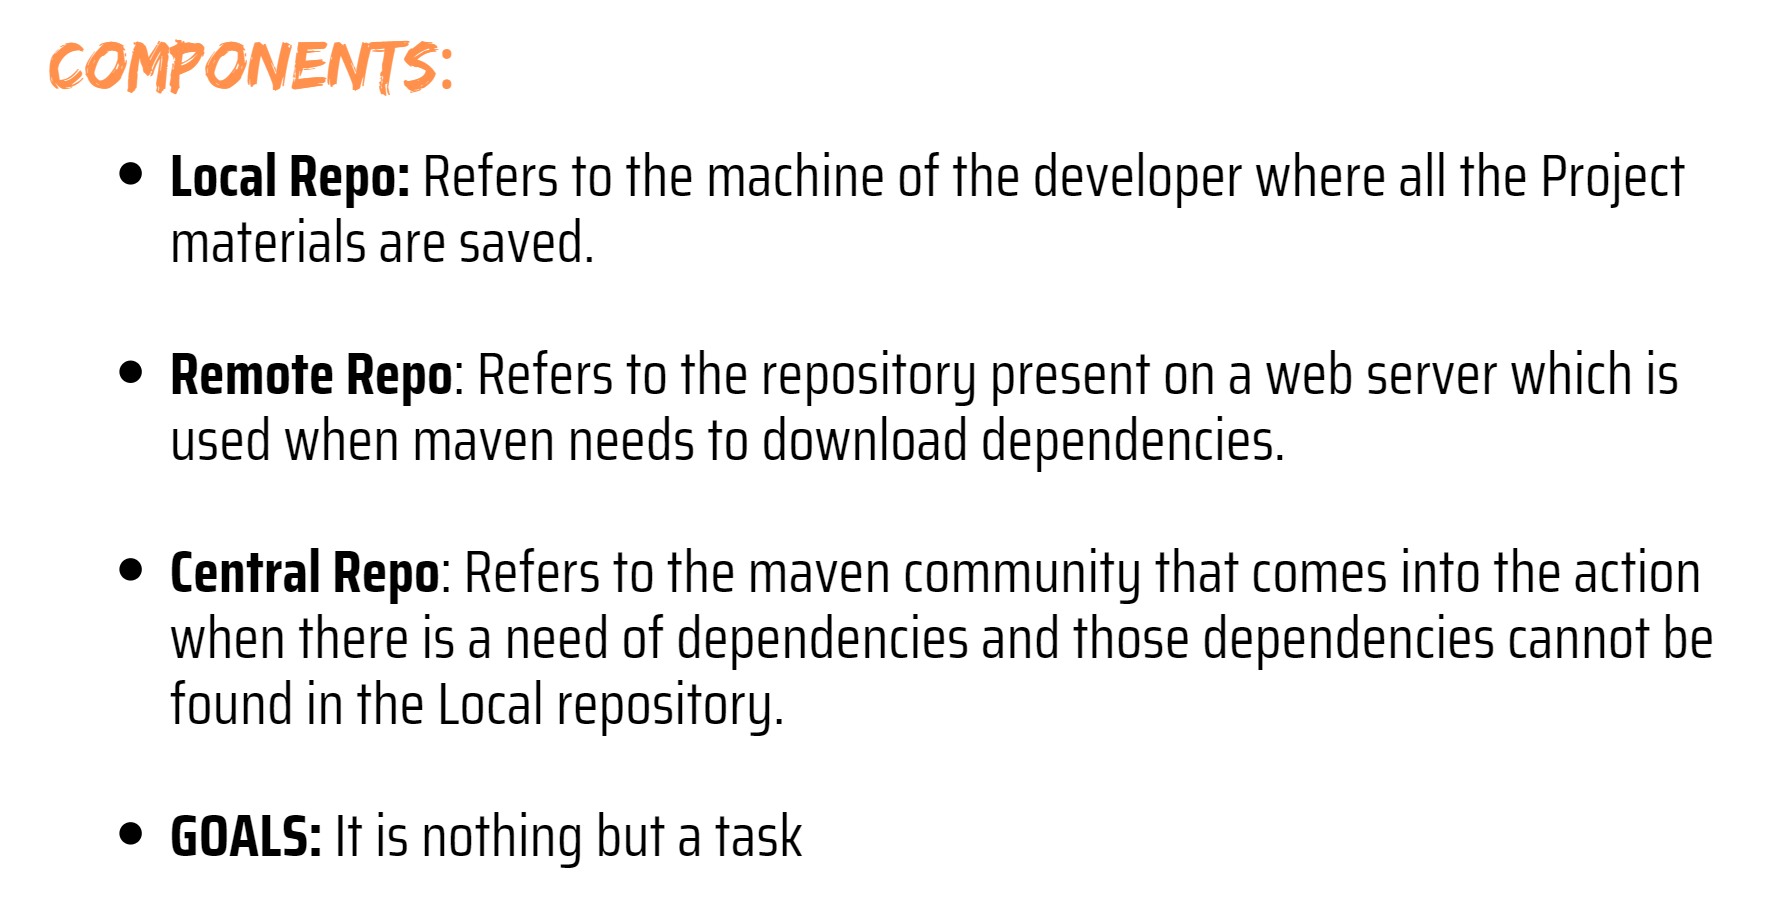 COMPONENTS:
• Local Repo: Refers to the machine of the developer where all the Project
materials are saved.
• Remote Repo: Refers to the repository present on a web server which is
used when maven needs to download dependencies.
• Central Repo: Refers to the maven community that comes into the action
when there is a need of dependencies and those dependencies cannot be
found in the Local repository.
• GOALS: It is nothing but a task